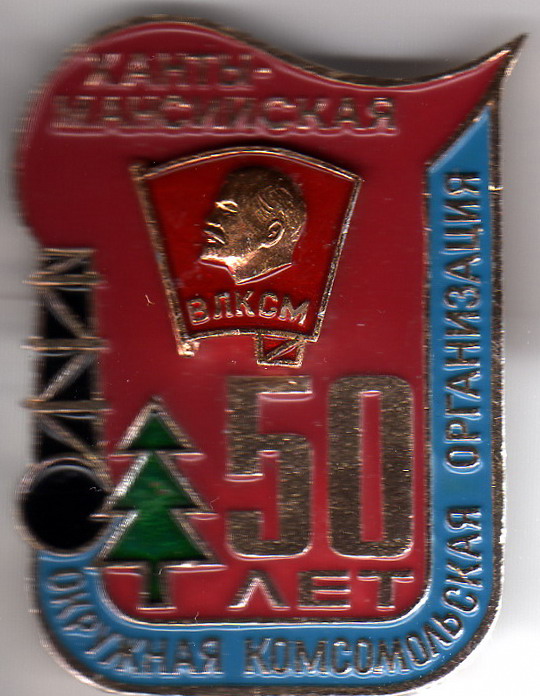 ХАНТЫ-
МАНСИЙСКАЯ
ВЛКСМ
50
ЛЕТ
ОКРУЖНАЯ КОМСОМОЛЬСКАЯ ОРГАНИЗАЦИЯ